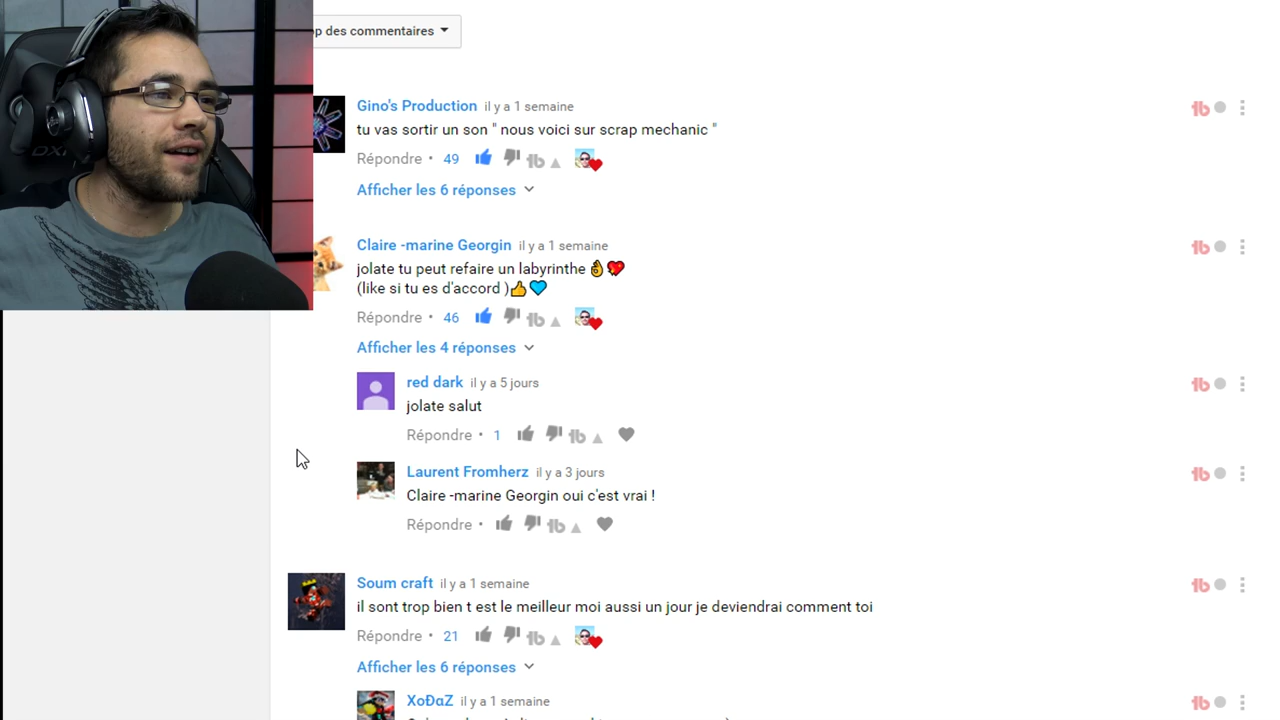 p des commentaires
Gino's Production il y a 1 semaine
tu vas sortir un son " nous voici sur scrap mechanic "
Répondre • 49
Afficher les 6 réponses
Claire -marine Georgin il y a 1 semaine
jolate tu peut refaire un labyrinthe 👌💖
(like si tu es d'accord )👍💙
Répondre • 46
Afficher les 4 réponses
red dark il y a 5 jours
jolate salut
Répondre • 1
Laurent Fromherz il y a 3 jours
Claire -marine Georgin oui c'est vrai !
Répondre •
Soum craft il y a 1 semaine
il sont trop bien t est le meilleur moi aussi un jour je deviendrai comment toi
Répondre • 21
Afficher les 6 réponses
XoÐαZ il y a 1 semaine